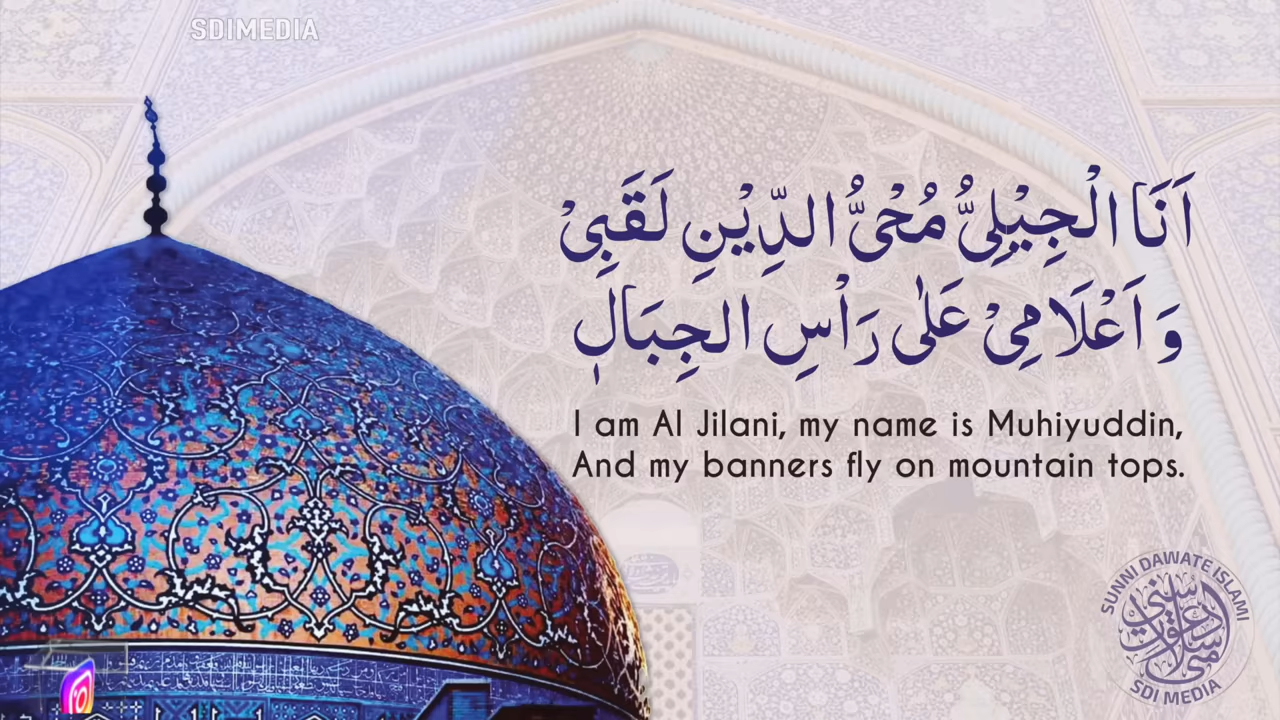 SDIMEDIA
اَنَا الْجِيْلِيُّ مُحْيُّ الدِّيْنِ لَقَبِيْ
وَ اَعْلَامِيْ عَلٰى رَاْسِ الجِبَالٖ
I am Al Jilani, my name is Muhiyuddin,
And my banners fly on mountain tops.
SUNNI DAWATE ISLAMI
SDI MEDIA